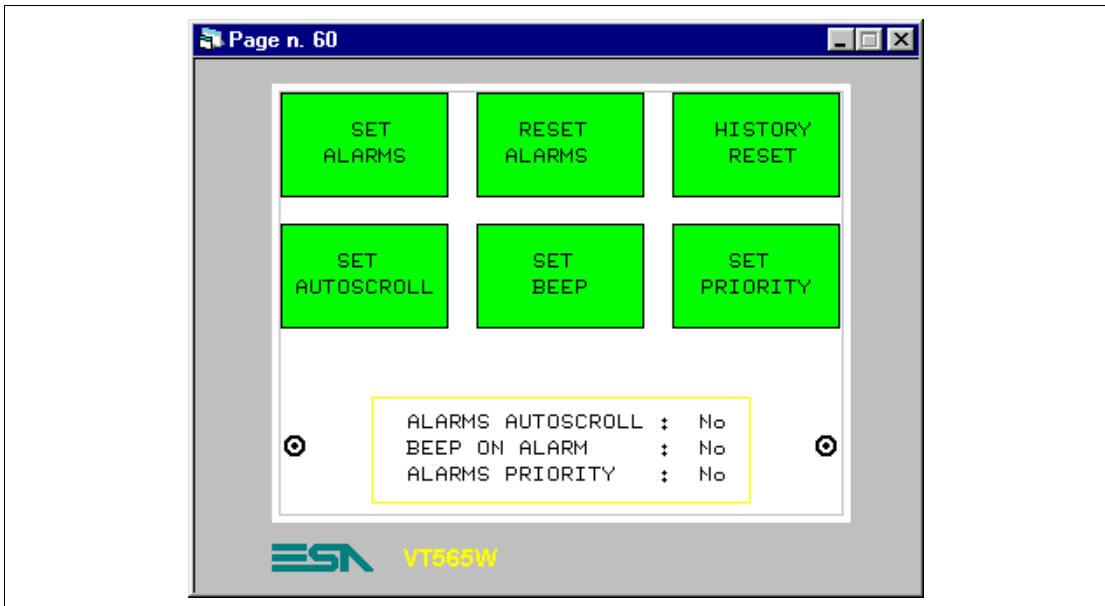 Page n. 60
SET
ALARMS
RESET
ALARMS
HISTORY
RESET
SET
AUTOSCROLL
SET
BEEP
SET
PRIORITY
ALARMS AUTOSCROLL : No
BEEP ON ALARM : No
ALARMS PRIORITY : No
ESA VT565W